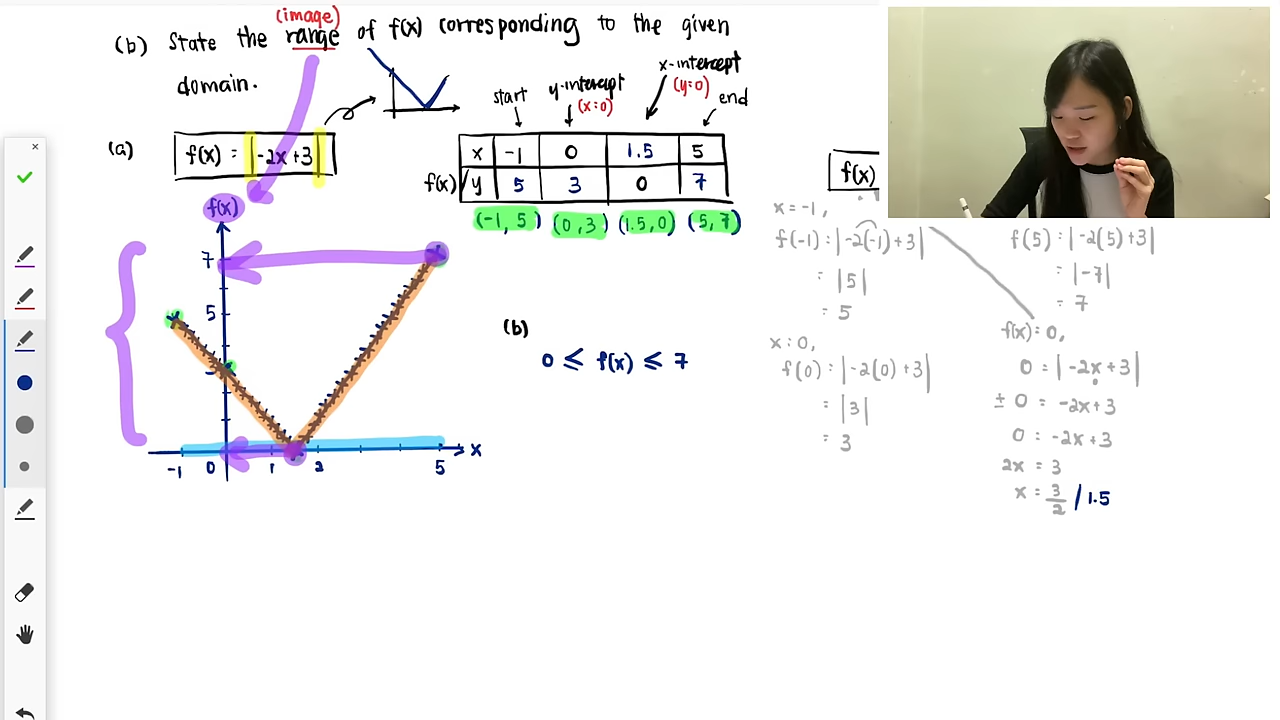 (image)
(b) State the range of f(x) corresponding to the given
domain.
start
y-intercept
(x=0)
x-intercept
(y=0)
end
(a) f(x) = |-2x+3|
x -1 0 1.5 5
f(x)/y 5 3 0 7
(-1, 5) (0, 3) (1.5, 0) (5, 7)
f(x)
7
5
3
-1 0 1 2 5 x
(b)
0 ≤ f(x) ≤ 7
f(x)
x = -1,
f(-1) = |-2(-1)+3|
= |5|
= 5
x = 0,
f(0) = |-2(0)+3|
= |3|
= 3
f(5) = |-2(5)+3|
= |-7|
= 7
f(x) = 0,
0 = |-2x+3|
± 0 = -2x+3
0 = -2x+3
2x = 3
x = 3/2 / 1.5